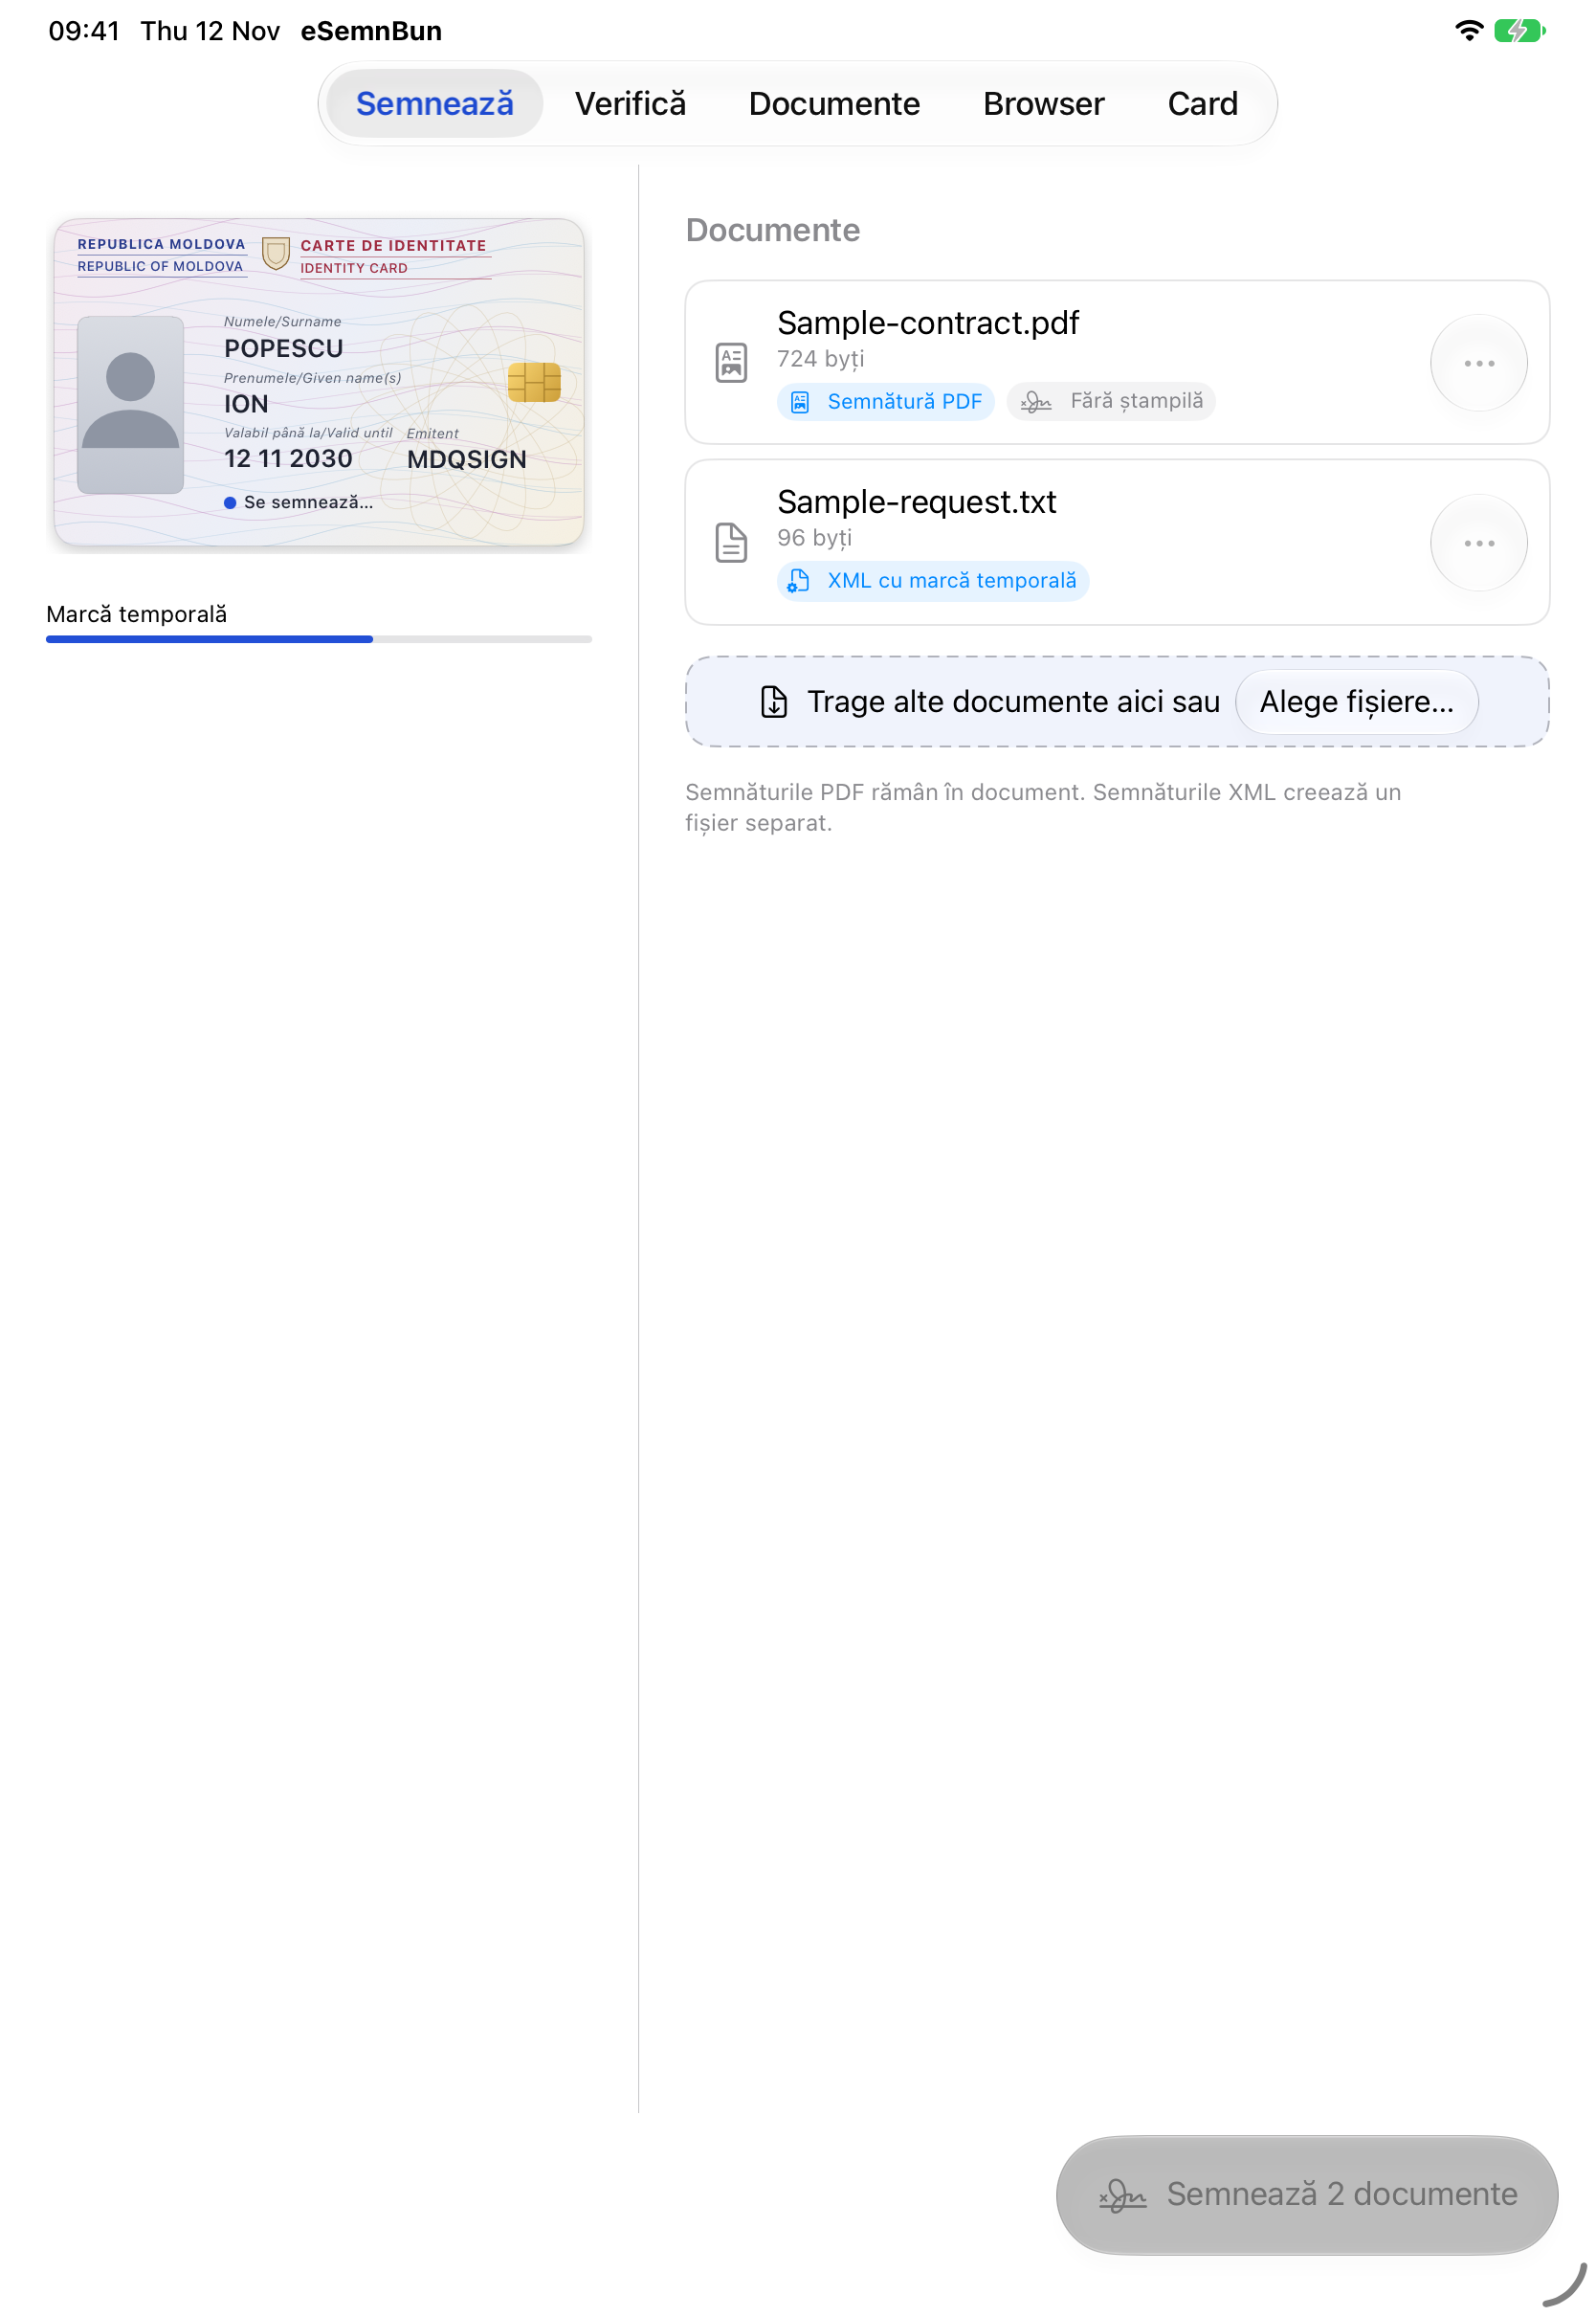 09:41 Thu 12 Nov eSemnBun
Semnează Verifică Documente Browser Card
REPUBLICA MOLDOVA
REPUBLIC OF MOLDOVA
CARTE DE IDENTITATE
IDENTITY CARD
Numele/Surname
POPESCU
Prenumele/Given name(s)
ION
Valabil până la/Valid until Emitent
12 11 2030 MDQSIGN
Se semnează...
Marcă temporală
Documente
Sample-contract.pdf
724 byți
Semnătură PDF Fără ștampilă
Sample-request.txt
96 byți
XML cu marcă temporală
Trage alte documente aici sau Alege fișiere...
Semnăturile PDF rămân în document. Semnăturile XML creează un
fișier separat.
Semnează 2 documente